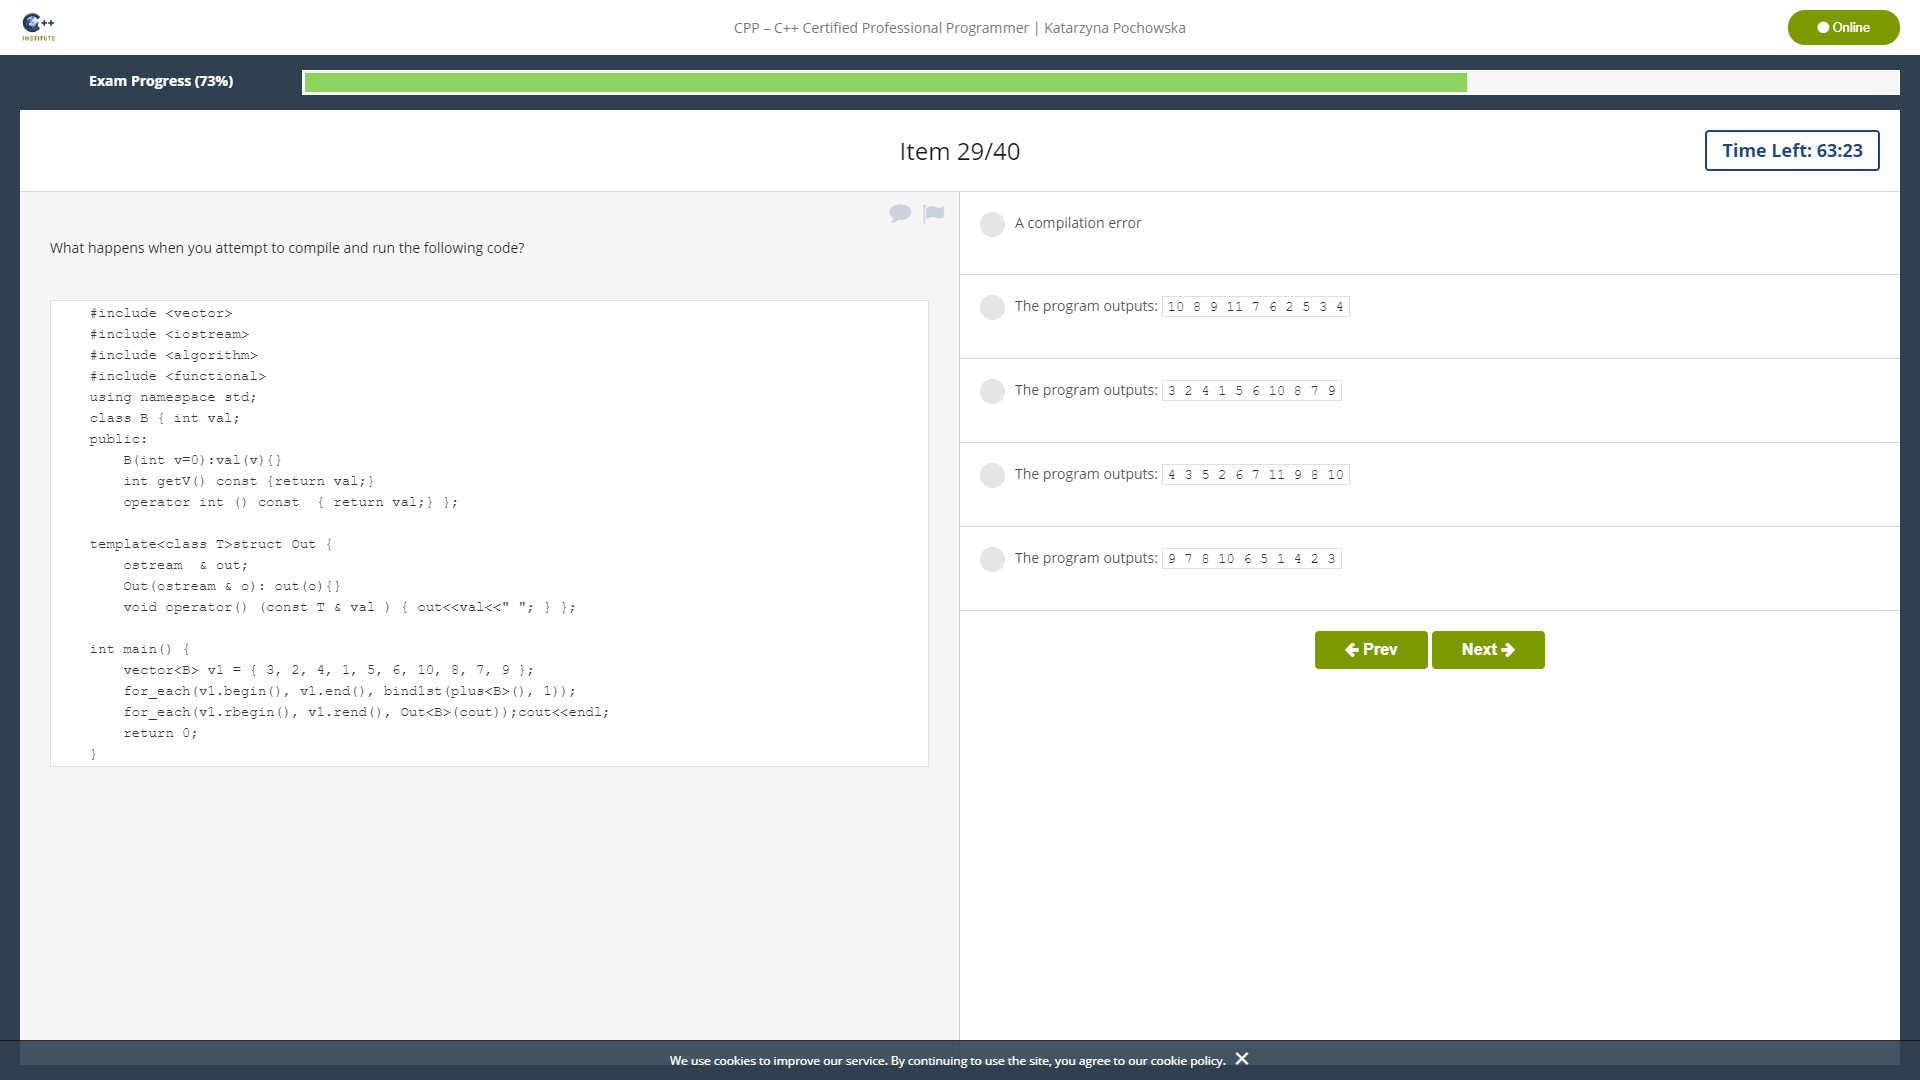 C++ INSTITUTE
CPP – C++ Certified Professional Programmer | Katarzyna Pochowska
Online
Exam Progress (73%)
Item 29/40
Time Left: 63:23
What happens when you attempt to compile and run the following code?
#include <vector>
#include <iostream>
#include <algorithm>
#include <functional>
using namespace std;
class B { int val;
public:
    B(int v=0):val(v){}
    int getV() const {return val;}
    operator int () const  { return val;} };

template<class T>struct Out {
    ostream  & out;
    Out(ostream & o): out(o){}
    void operator() (const T & val ) { out<<val<<" "; } };

int main() {
    vector<B> v1 = { 3, 2, 4, 1, 5, 6, 10, 8, 7, 9 };
    for_each(v1.begin(), v1.end(), bind1st(plus<B>(), 1));
    for_each(v1.rbegin(), v1.rend(), Out<B>(cout));cout<<endl;
    return 0;
}
A compilation error
The program outputs: 10 8 9 11 7 6 2 5 3 4
The program outputs: 3 2 4 1 5 6 10 8 7 9
The program outputs: 4 3 5 2 6 7 11 9 8 10
The program outputs: 9 7 8 10 6 5 1 4 2 3
Prev
Next
We use cookies to improve our service. By continuing to use the site, you agree to our cookie policy.